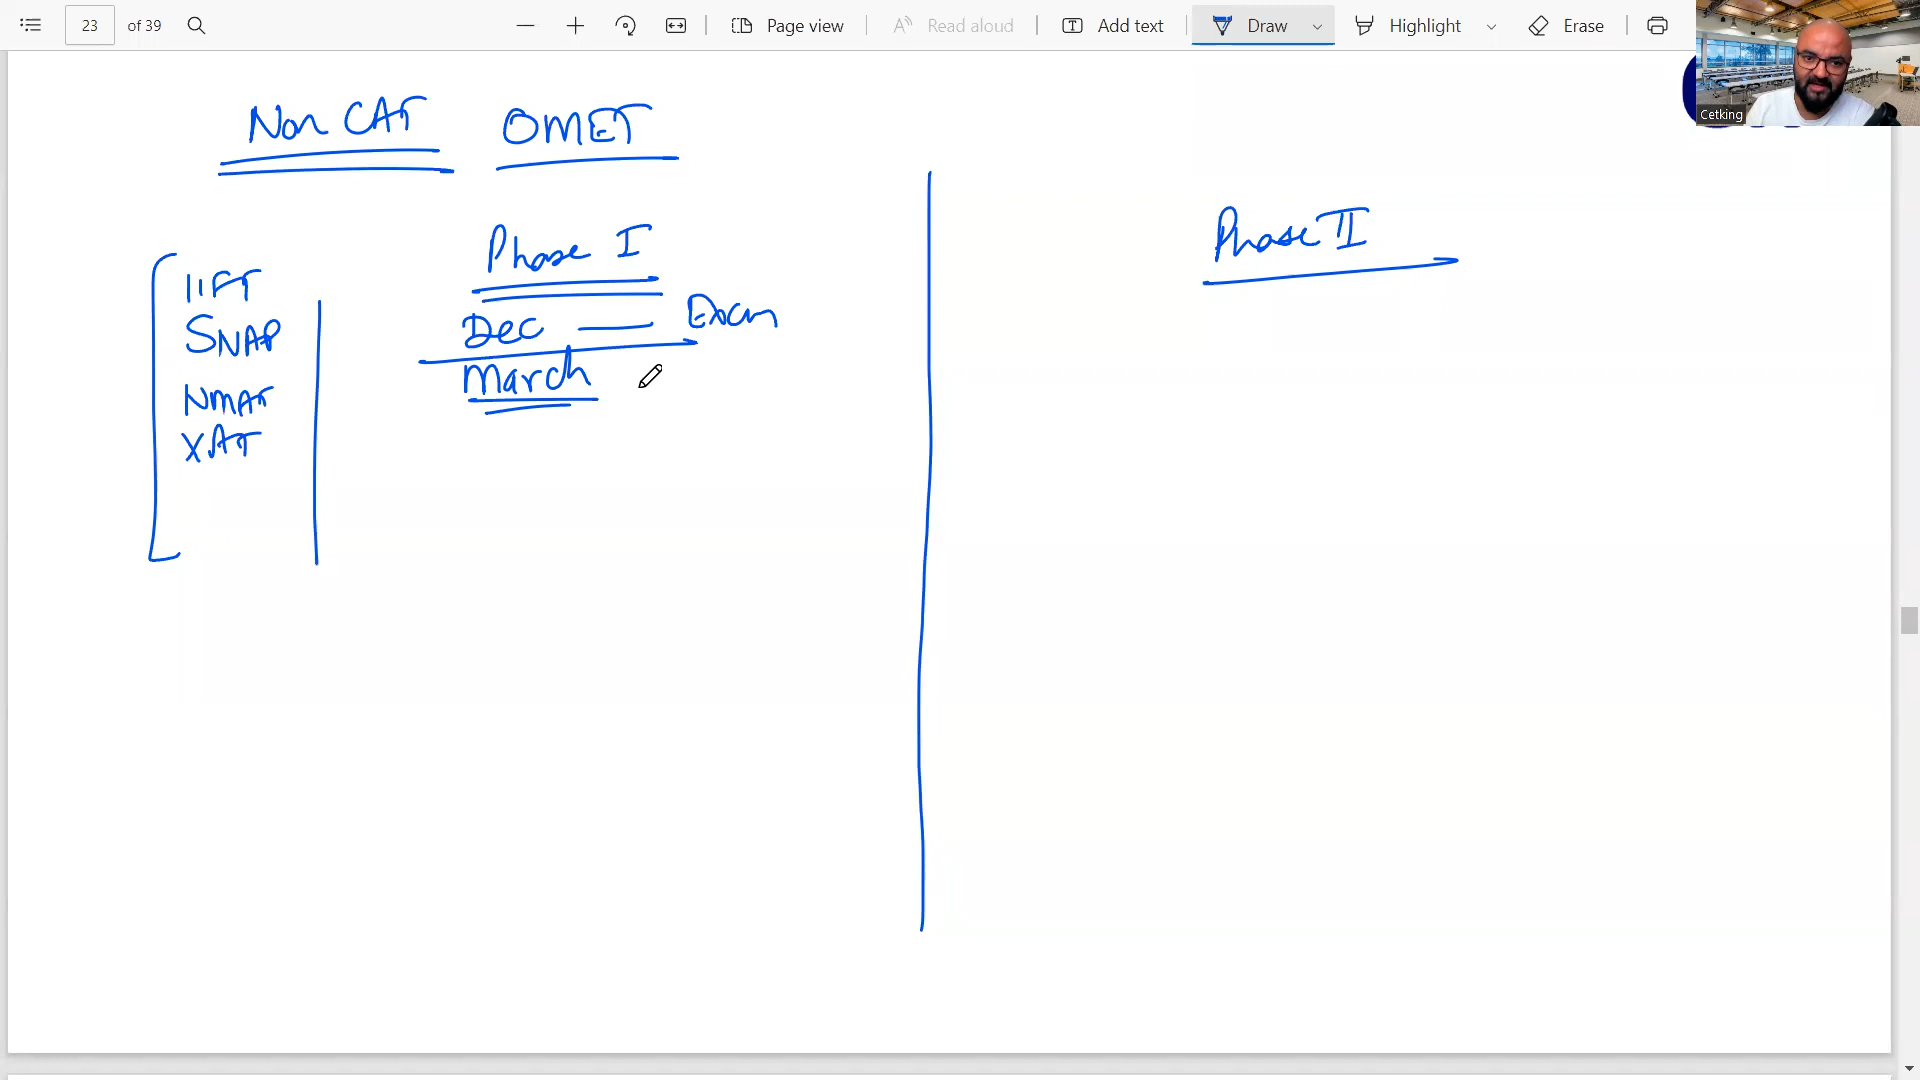 23 of 39 Page view Read aloud Add text Draw Highlight Erase
Cetking
Non CAT OMET
Phase I
Phase II
IIFT
SNAP
NMAT
XAT
Dec — Exam
March